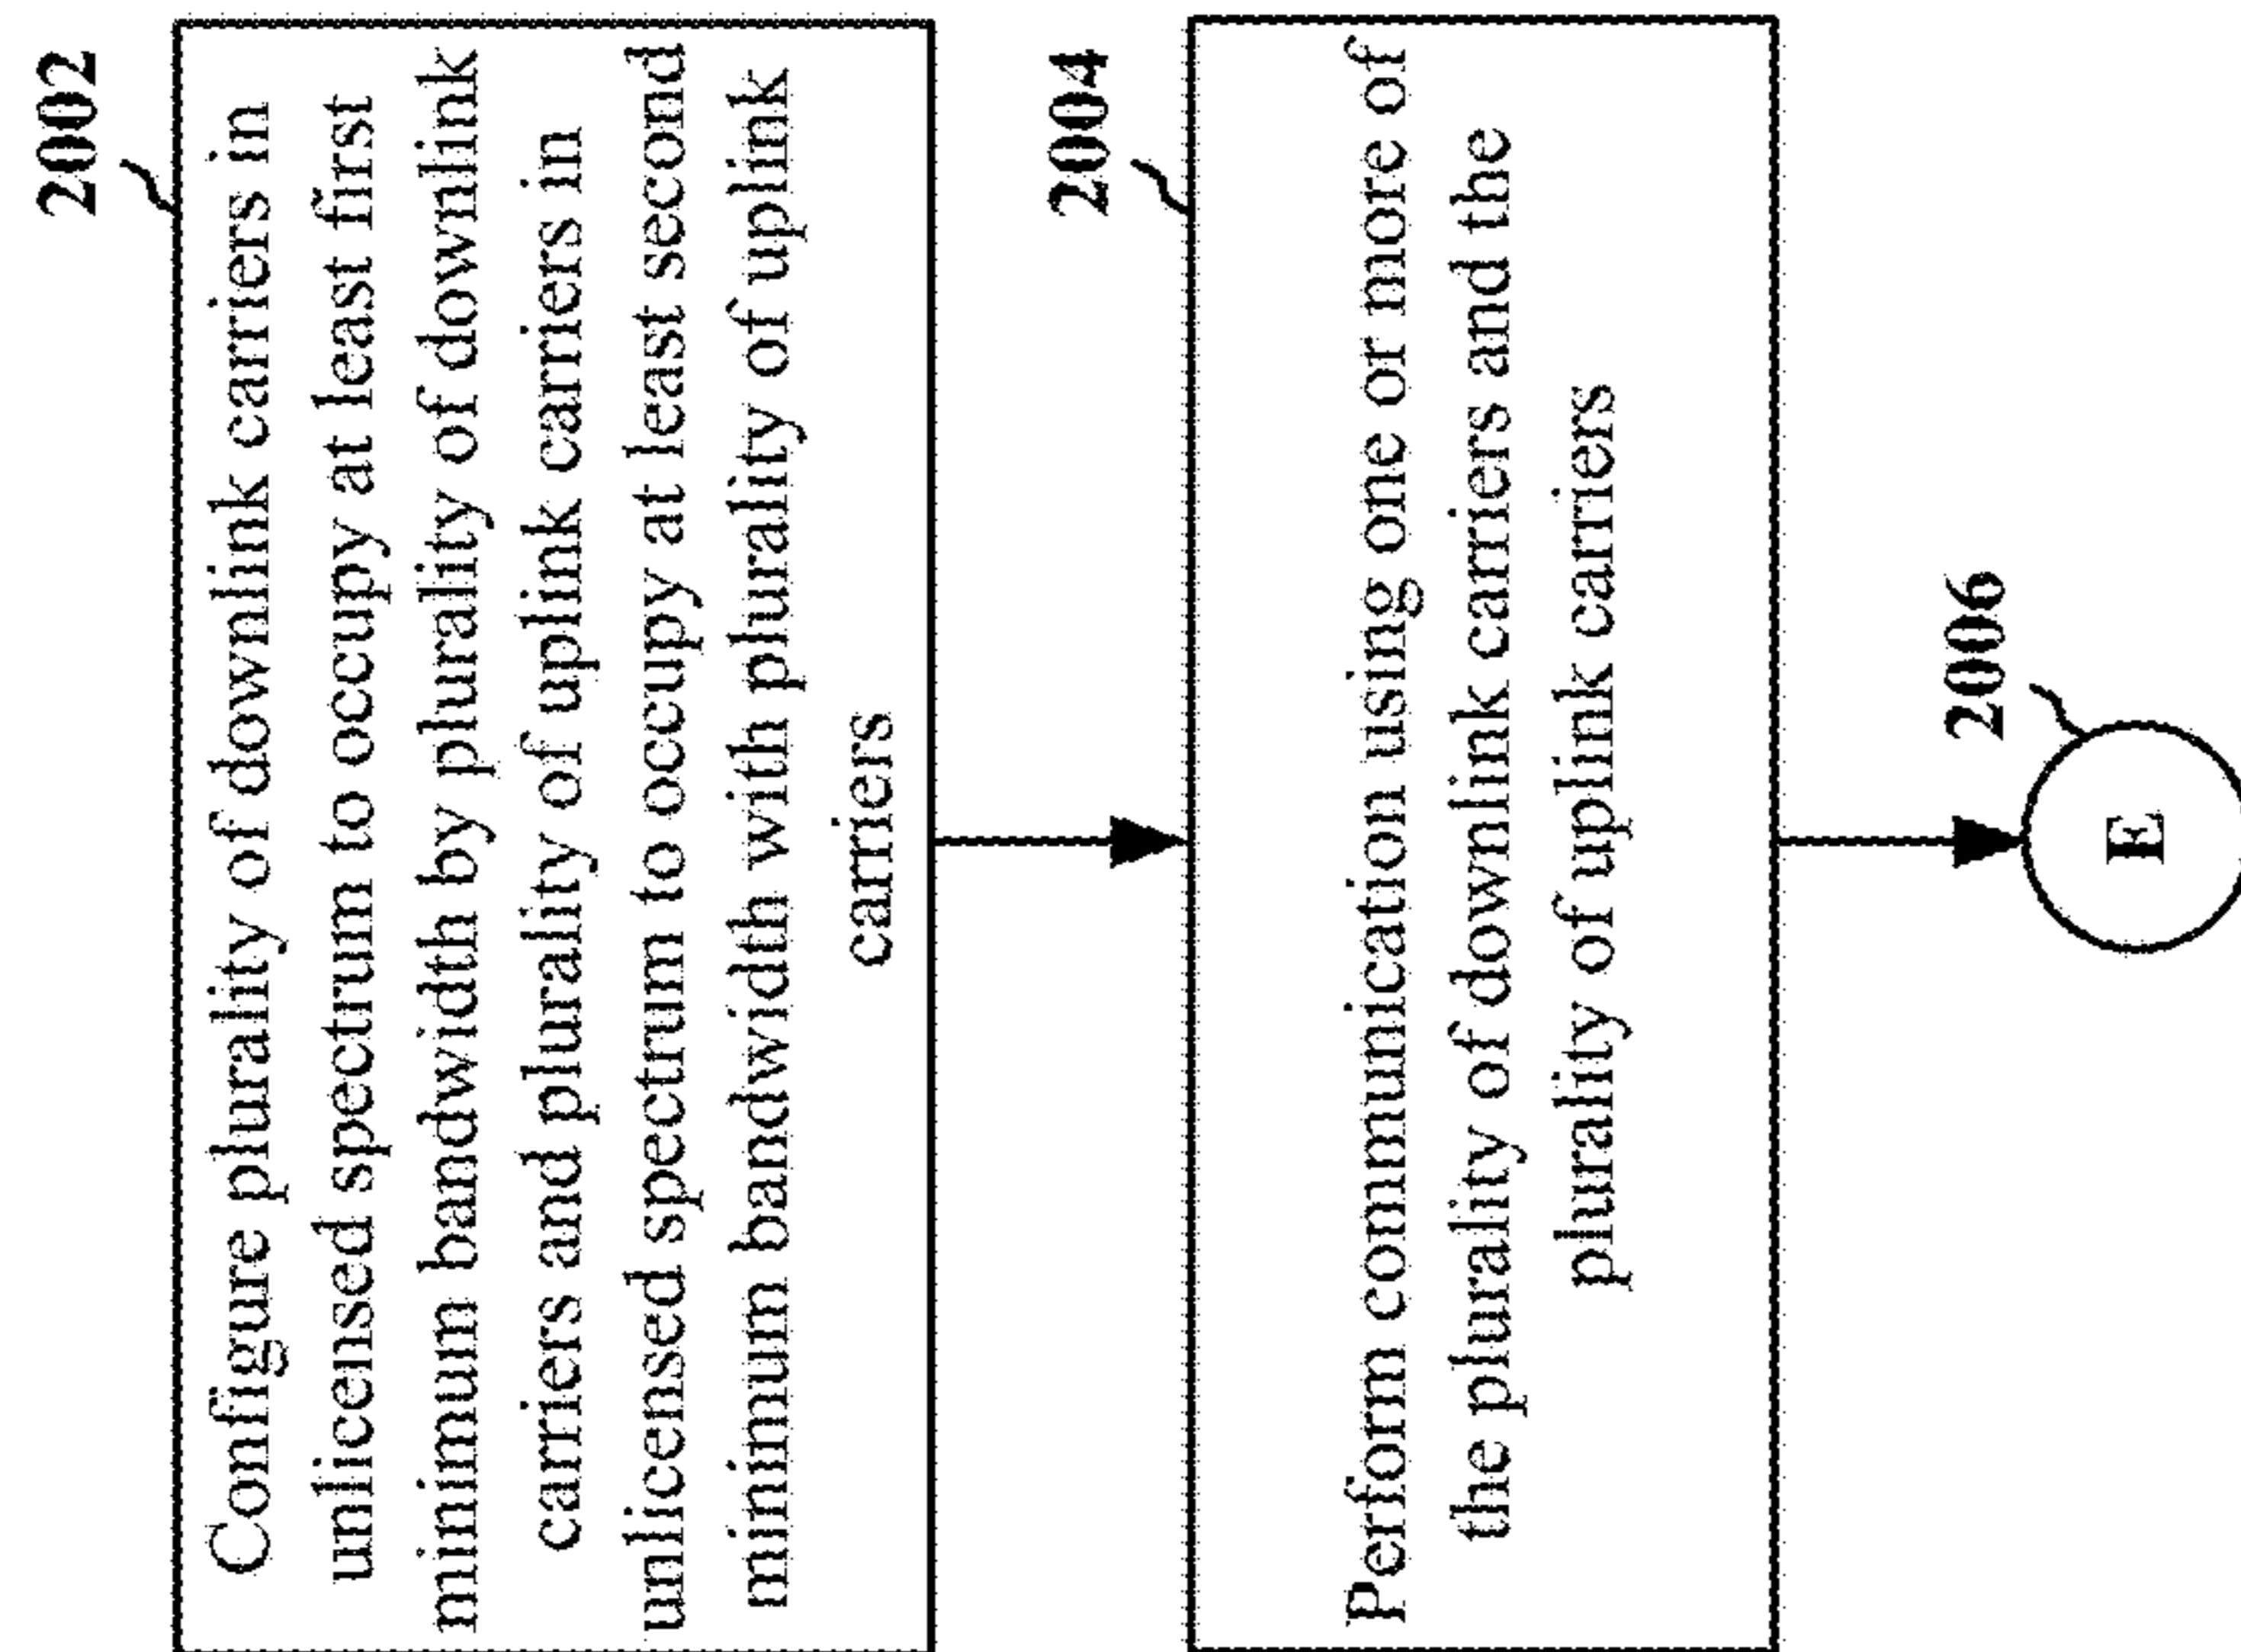 2002
Configure plurality of downlink carriers in
unlicensed spectrum to occupy at least first
minimum bandwidth by plurality of downlink
carriers and plurality of uplink carriers in
unlicensed spectrum to occupy at least second
minimum bandwidth with plurality of uplink
carriers
2004
Perform communication using one or more of
the plurality of downlink carriers and the
plurality of uplink carriers
2006
E